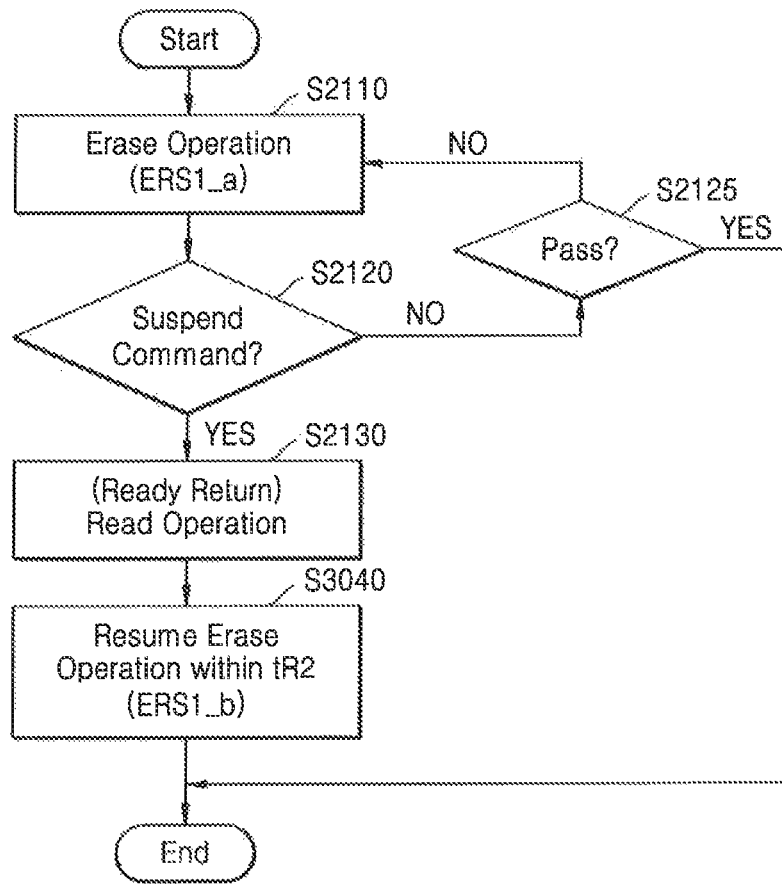 Start
S2110
Erase Operation
(ERS1_a)
NO
S2125
Pass?
YES
S2120
Suspend
Command?
NO
YES
S2130
(Ready Return)
Read Operation
S3040
Resume Erase
Operation within tR2
(ERS1_b)
End